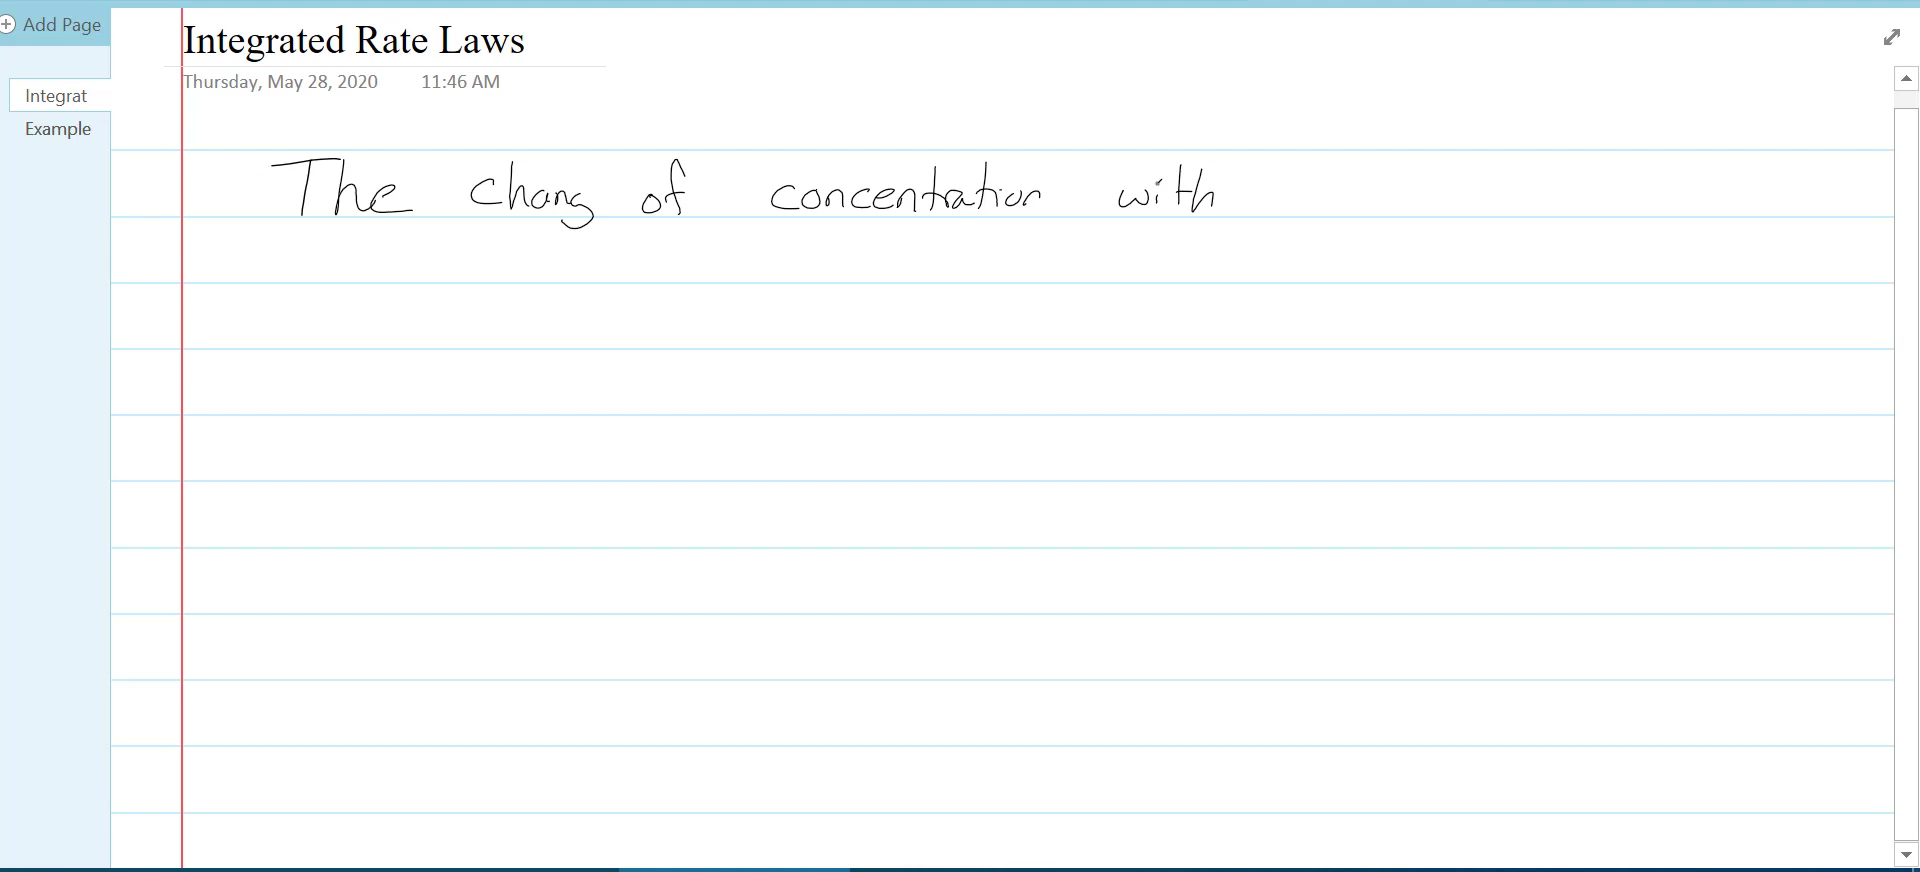 Add Page
Integrated Rate Laws
Thursday, May 28, 2020 11:46 AM
Integrat
Example
The chang of concentration with